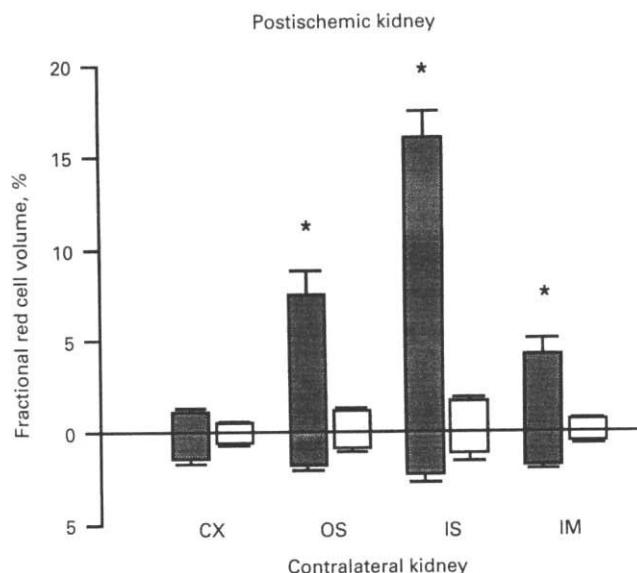 Postischemic kidney
20
15
10
5
0
5
Fractional red cell volume, %
*
*
*
CX OS IS IM
Contralateral kidney